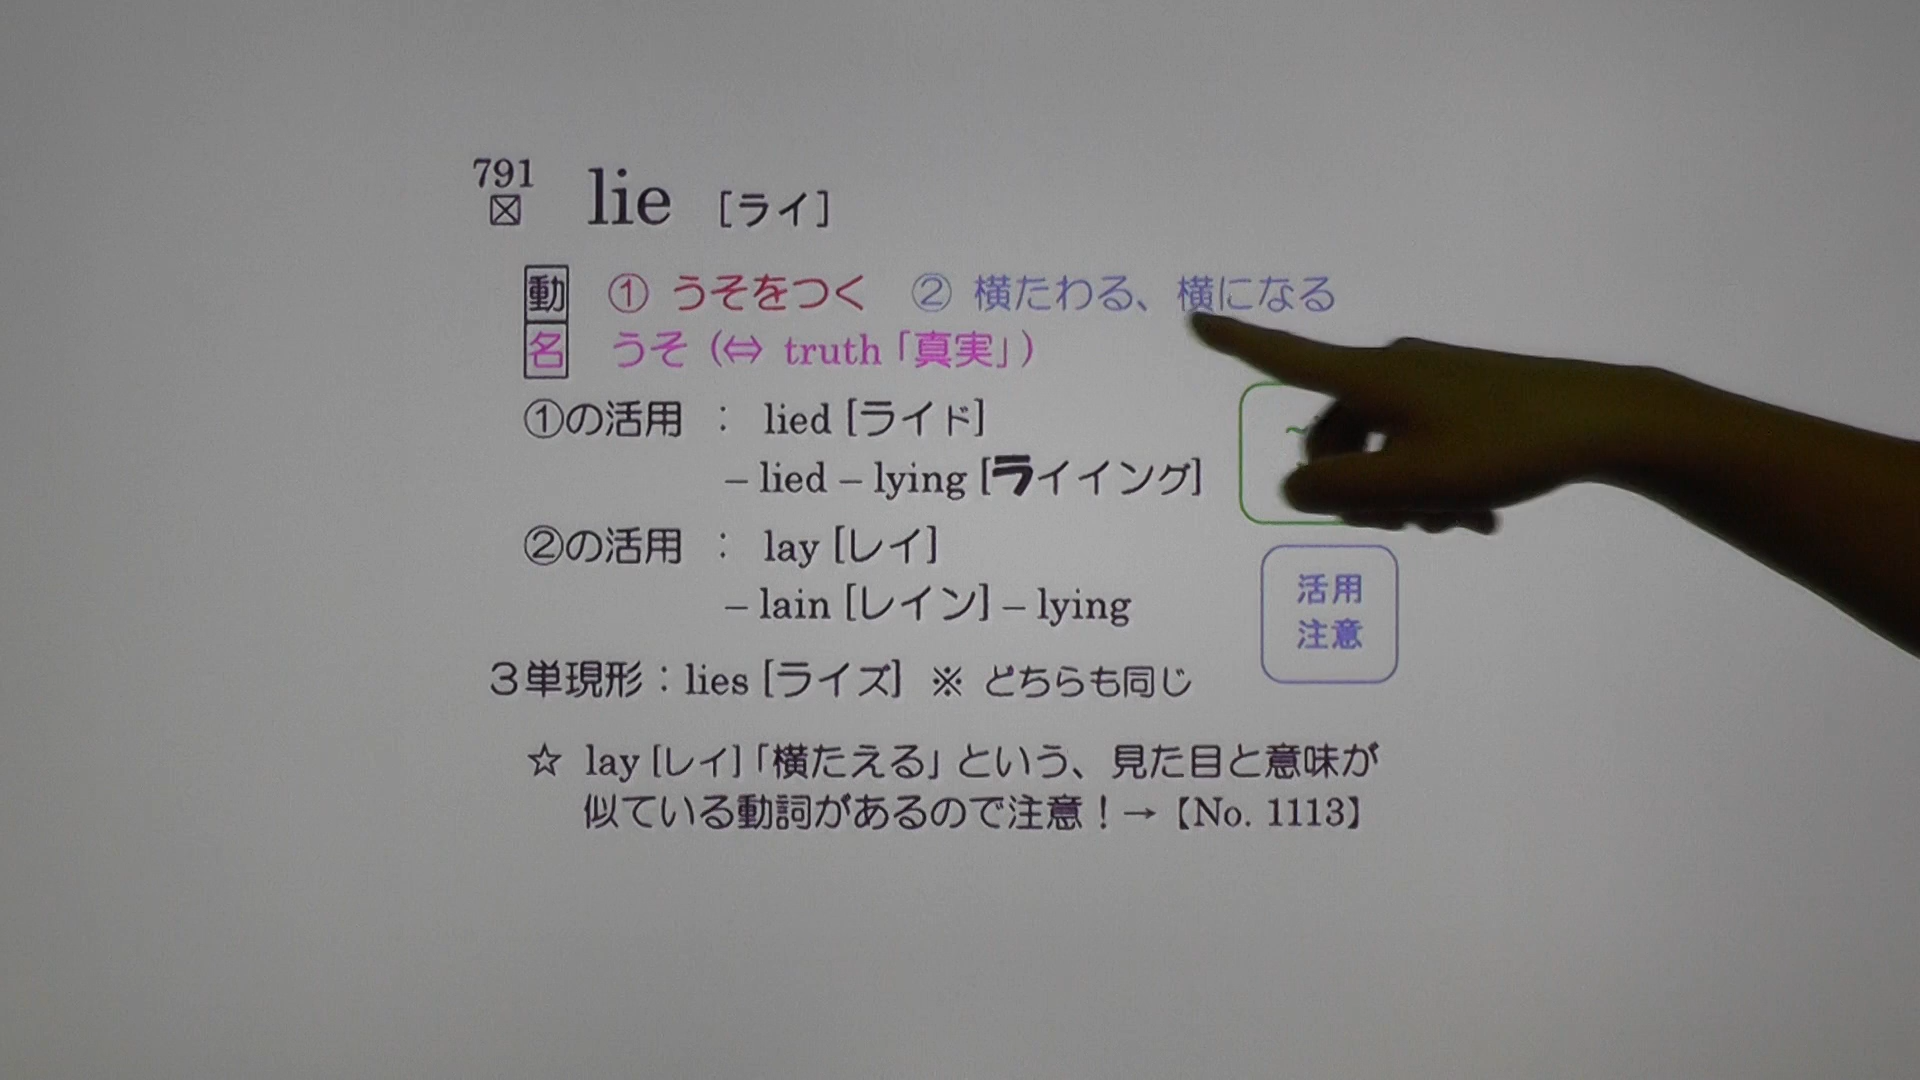 791
lie [ライ]
動 ① うそをつく ② 横たわる、横になる
名 うそ (⇔ truth「真実」)
①の活用 : lied [ライド]
– lied – lying [ライイング]
②の活用 : lay [レイ]
– lain [レイン] – lying
3単現形:lies [ライズ] ※ どちらも同じ
~
活用
注意
☆ lay [レイ]「横たえる」という、見た目と意味が
似ている動詞があるので注意!→【No. 1113】